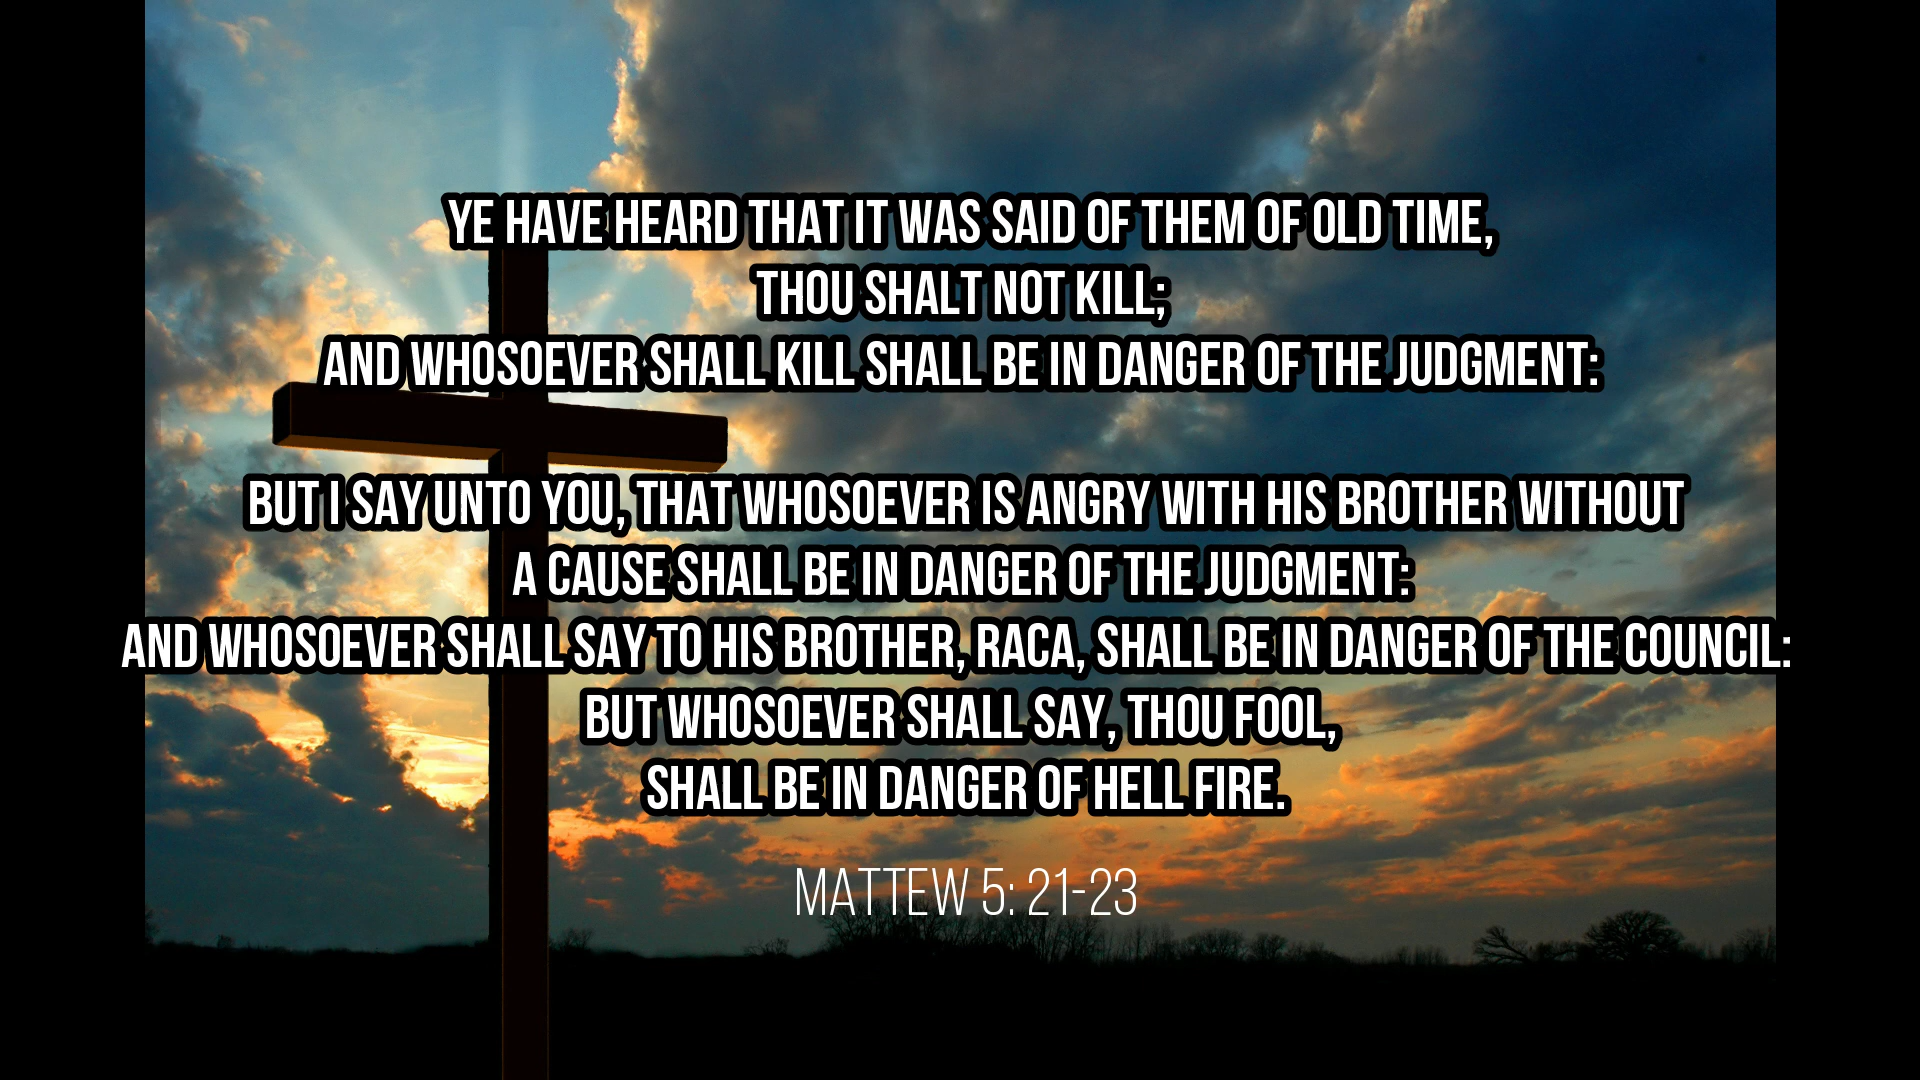 YE HAVE HEARD THAT IT WAS SAID OF THEM OF OLD TIME,
THOU SHALT NOT KILL;
AND WHOSOEVER SHALL KILL SHALL BE IN DANGER OF THE JUDGMENT:
BUT I SAY UNTO YOU, THAT WHOSOEVER IS ANGRY WITH HIS BROTHER WITHOUT
A CAUSE SHALL BE IN DANGER OF THE JUDGMENT:
AND WHOSOEVER SHALL SAY TO HIS BROTHER, RACA, SHALL BE IN DANGER OF THE COUNCIL:
BUT WHOSOEVER SHALL SAY, THOU FOOL,
SHALL BE IN DANGER OF HELL FIRE.
MATTEW 5: 21-23